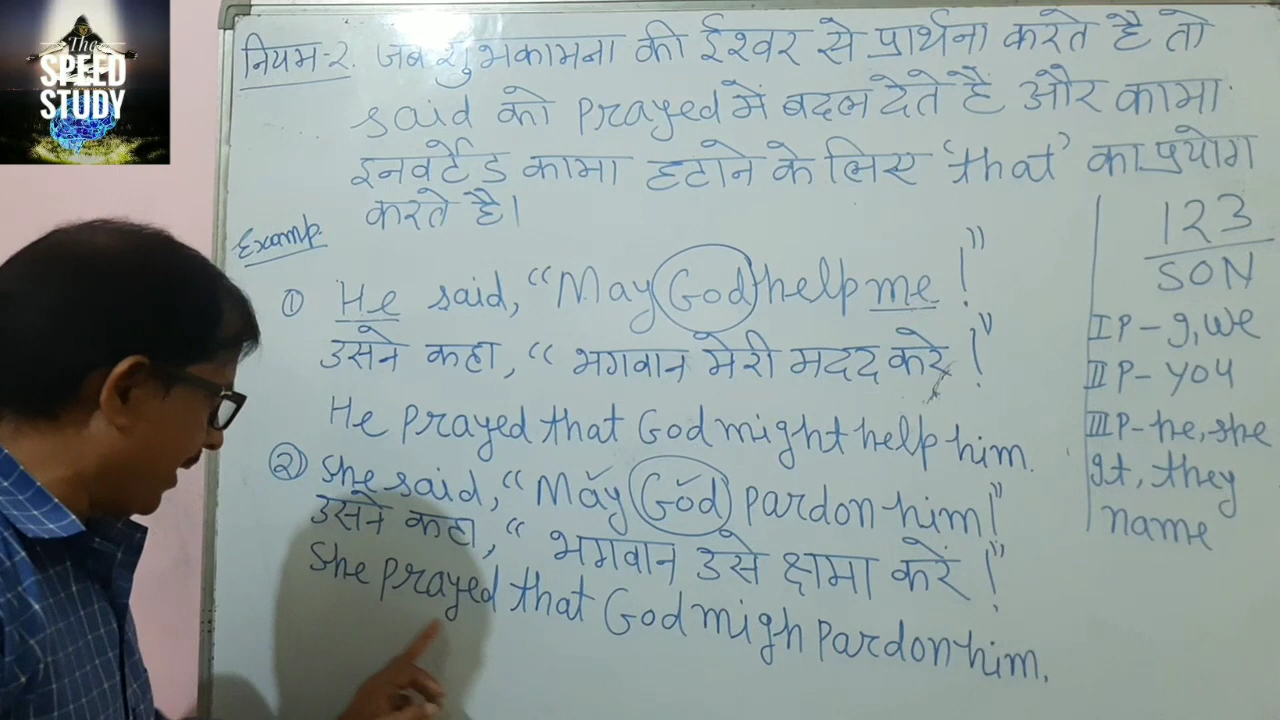 The
SPEED
STUDY
नियम-२. जब शुभकामना की ईश्वर से प्रार्थना करते है तो
said को Prayed में बदल देते हैं और कामा
इनवर्टेड कामा हटाने के लिए 'that' का प्रयोग
करते है।
Examp.
① He said, “May God help me !”
उसने कहा, “ भगवान मेरी मदद करे !”
He prayed that God might help him.
② She said, “May God pardon him!”
उसने कहा, “ भगवान उसे क्षमा करें !”
She prayed that God migh pardon him.
123
SON
I P - I, we
II P - you
III P - he, she
It, they
name